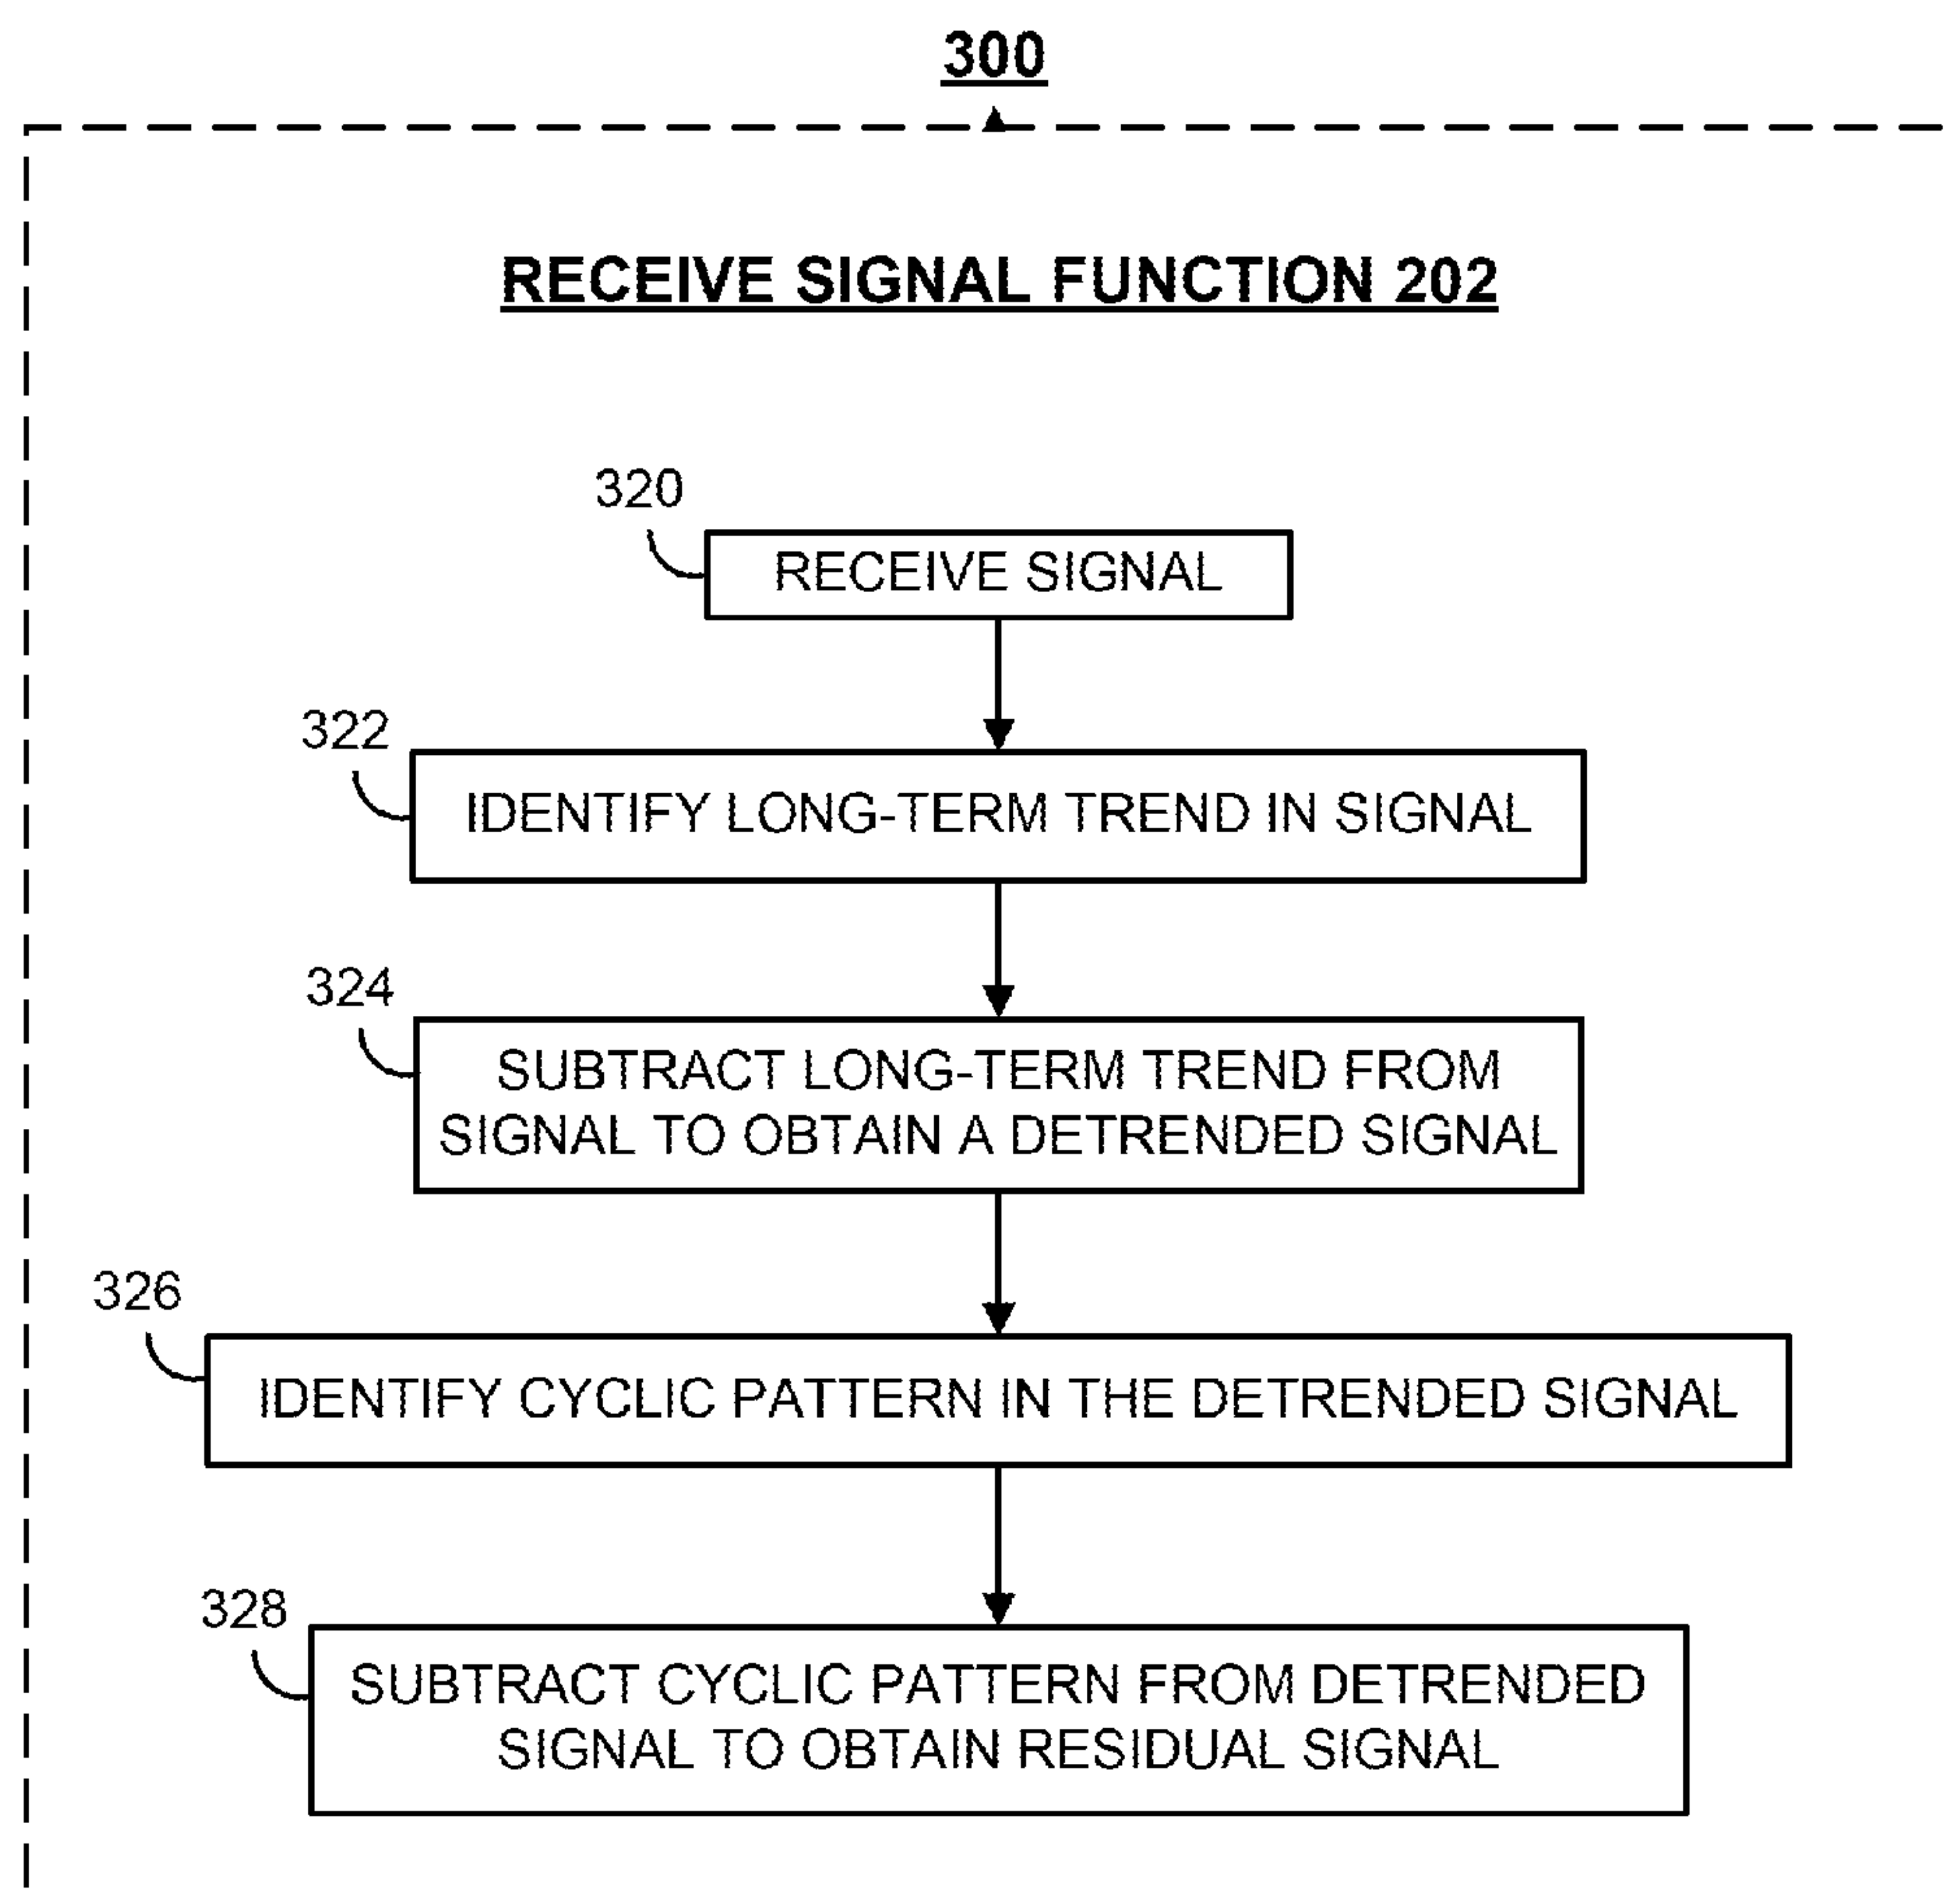 300
RECEIVE SIGNAL FUNCTION 202
320
RECEIVE SIGNAL
322
IDENTIFY LONG-TERM TREND IN SIGNAL
324
SUBTRACT LONG-TERM TREND FROM
SIGNAL TO OBTAIN A DETRENDED SIGNAL
326
IDENTIFY CYCLIC PATTERN IN THE DETRENDED SIGNAL
328
SUBTRACT CYCLIC PATTERN FROM DETRENDED
SIGNAL TO OBTAIN RESIDUAL SIGNAL